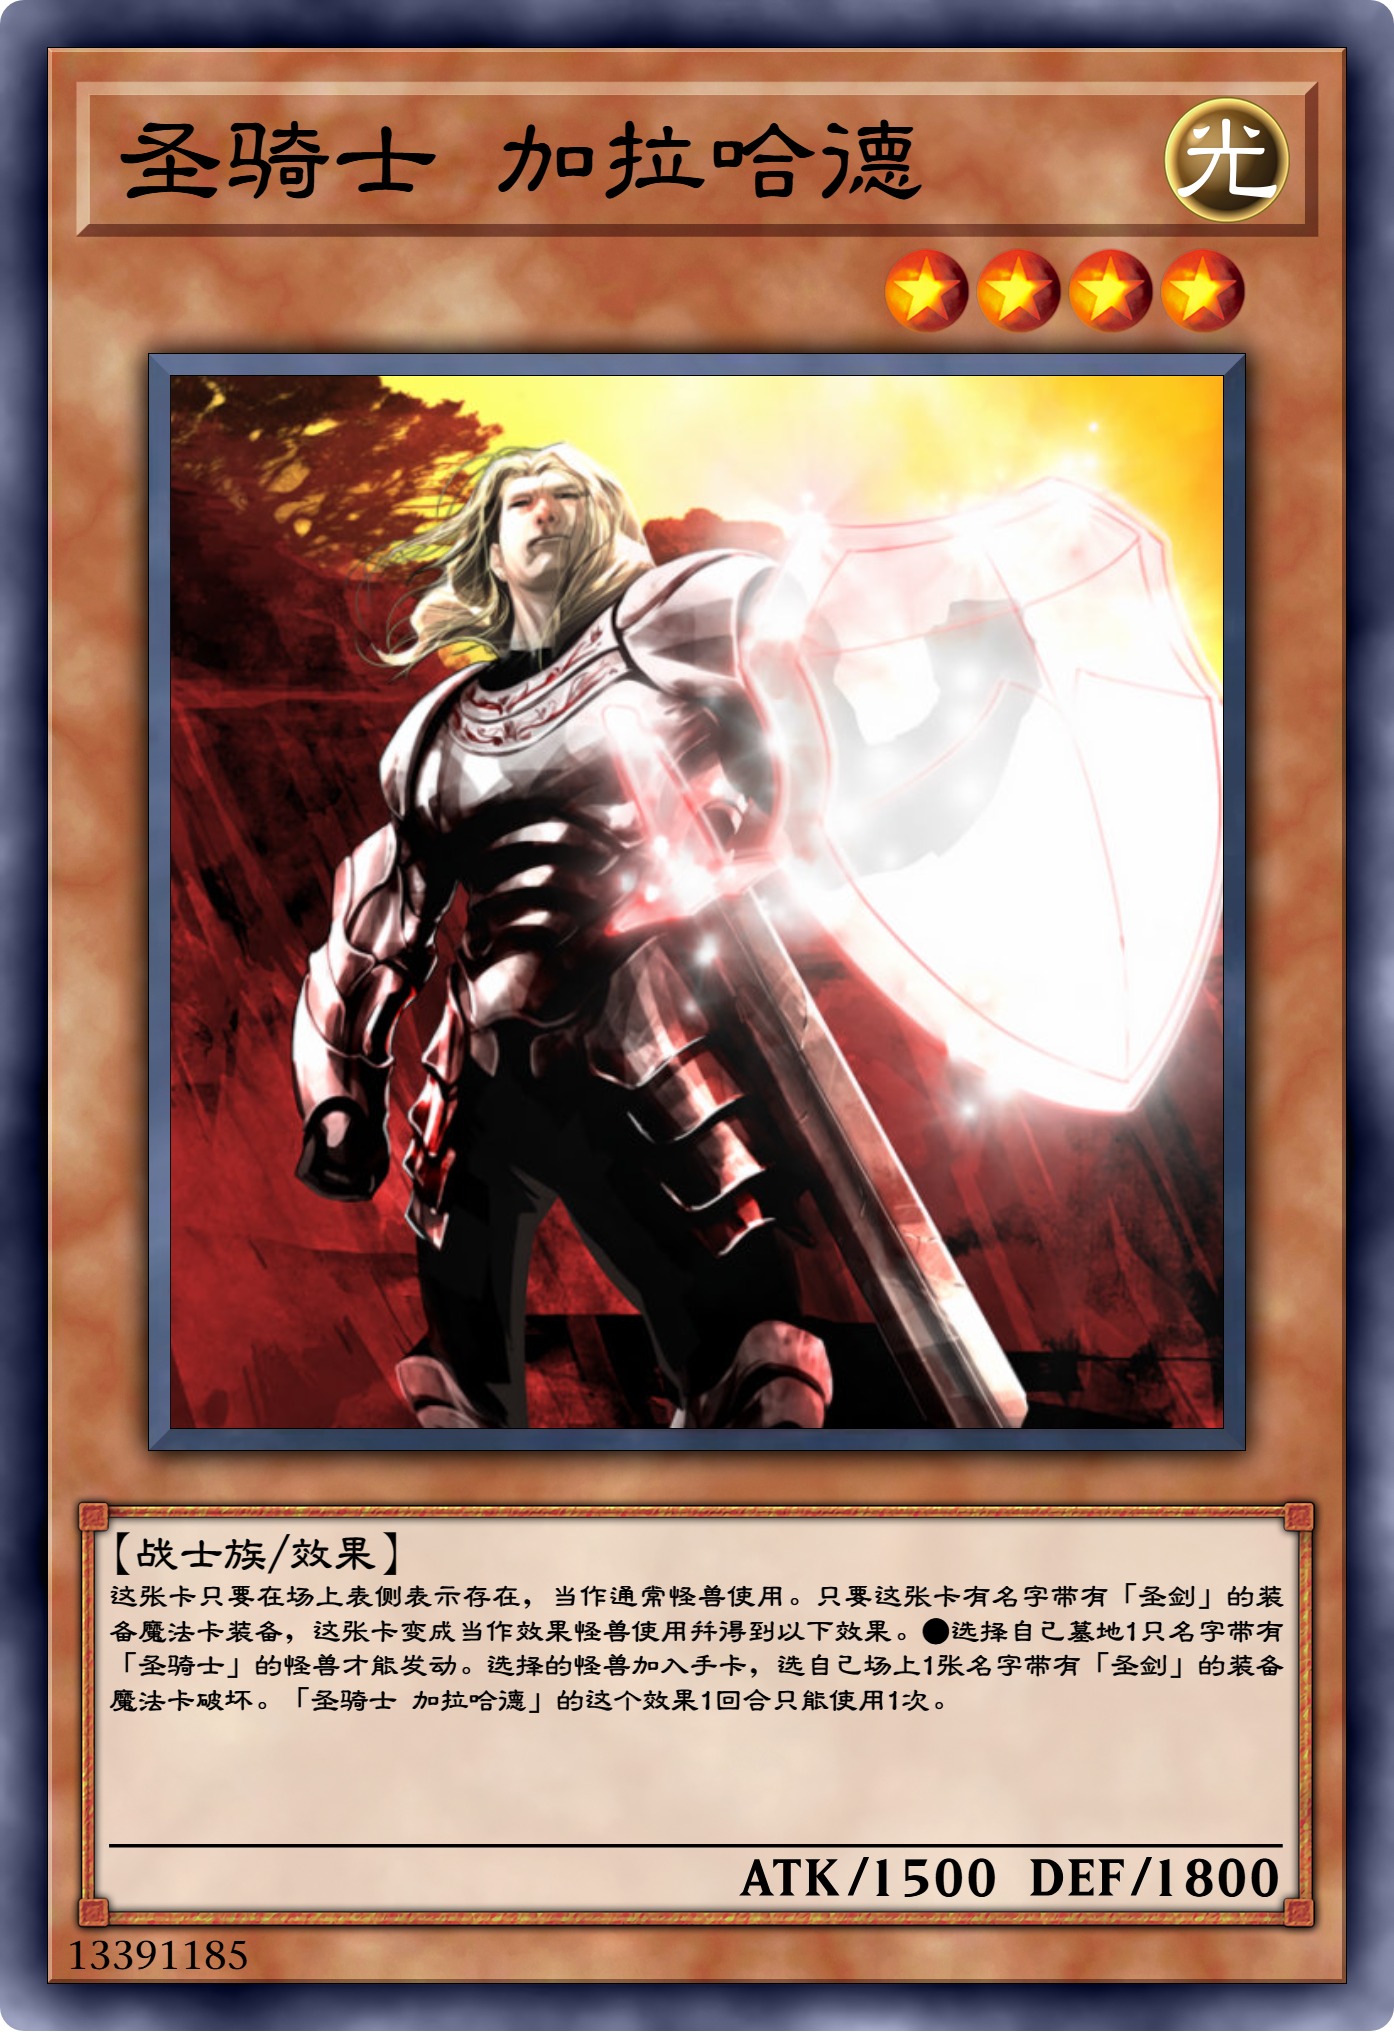 圣骑士 加拉哈德
光
【战士族/效果】
这张卡只要在场上表侧表示存在，当作通常怪兽使用。只要这张卡有名字带有「圣剑」的装
备魔法卡装备，这张卡变成当作效果怪兽使用并得到以下效果。●选择自己墓地1只名字带有
「圣骑士」的怪兽才能发动。选择的怪兽加入手卡，选自己场上1张名字带有「圣剑」的装备
魔法卡破坏。「圣骑士 加拉哈德」的这个效果1回合只能使用1次。
ATK/1500 DEF/1800
13391185